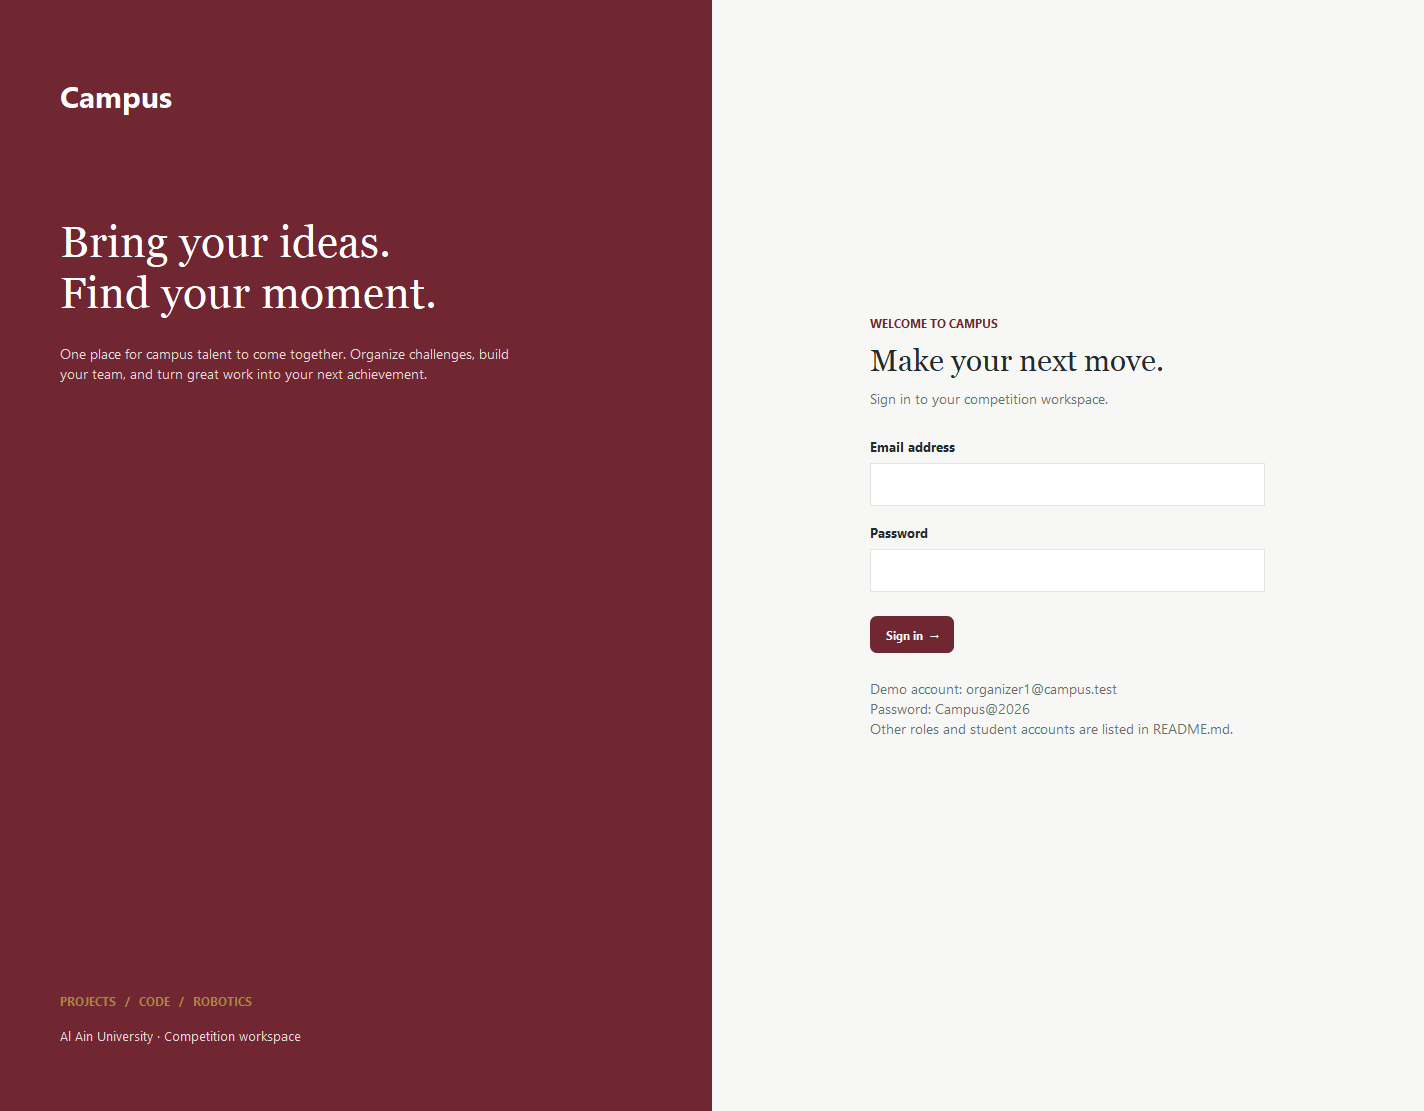 Campus
Bring your ideas.
Find your moment.
One place for campus talent to come together. Organize challenges, build
your team, and turn great work into your next achievement.
PROJECTS / CODE / ROBOTICS
Al Ain University · Competition workspace
WELCOME TO CAMPUS
Make your next move.
Sign in to your competition workspace.
Email address
Password
Sign in →
Demo account: organizer1@campus.test
Password: Campus@2026
Other roles and student accounts are listed in README.md.